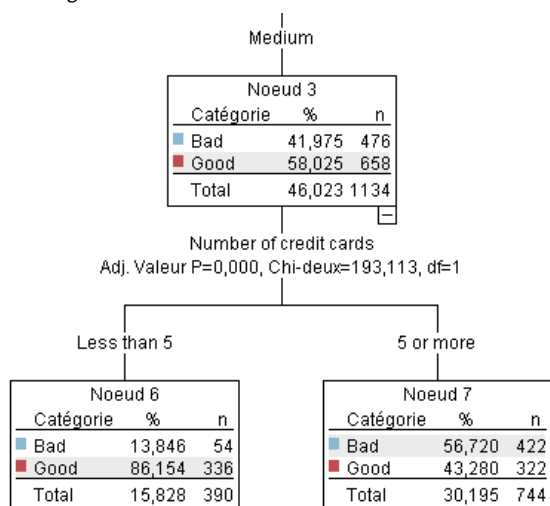 Medium
Noeud 3
Catégorie % n
Bad 41,975 476
Good 58,025 658
Total 46,023 1134
Number of credit cards
Adj. Valeur P=0,000, Chi-deux=193,113, df=1
Less than 5
5 or more
Noeud 6
Catégorie % n
Bad 13,846 54
Good 86,154 336
Total 15,828 390
Noeud 7
Catégorie % n
Bad 56,720 422
Good 43,280 322
Total 30,195 744